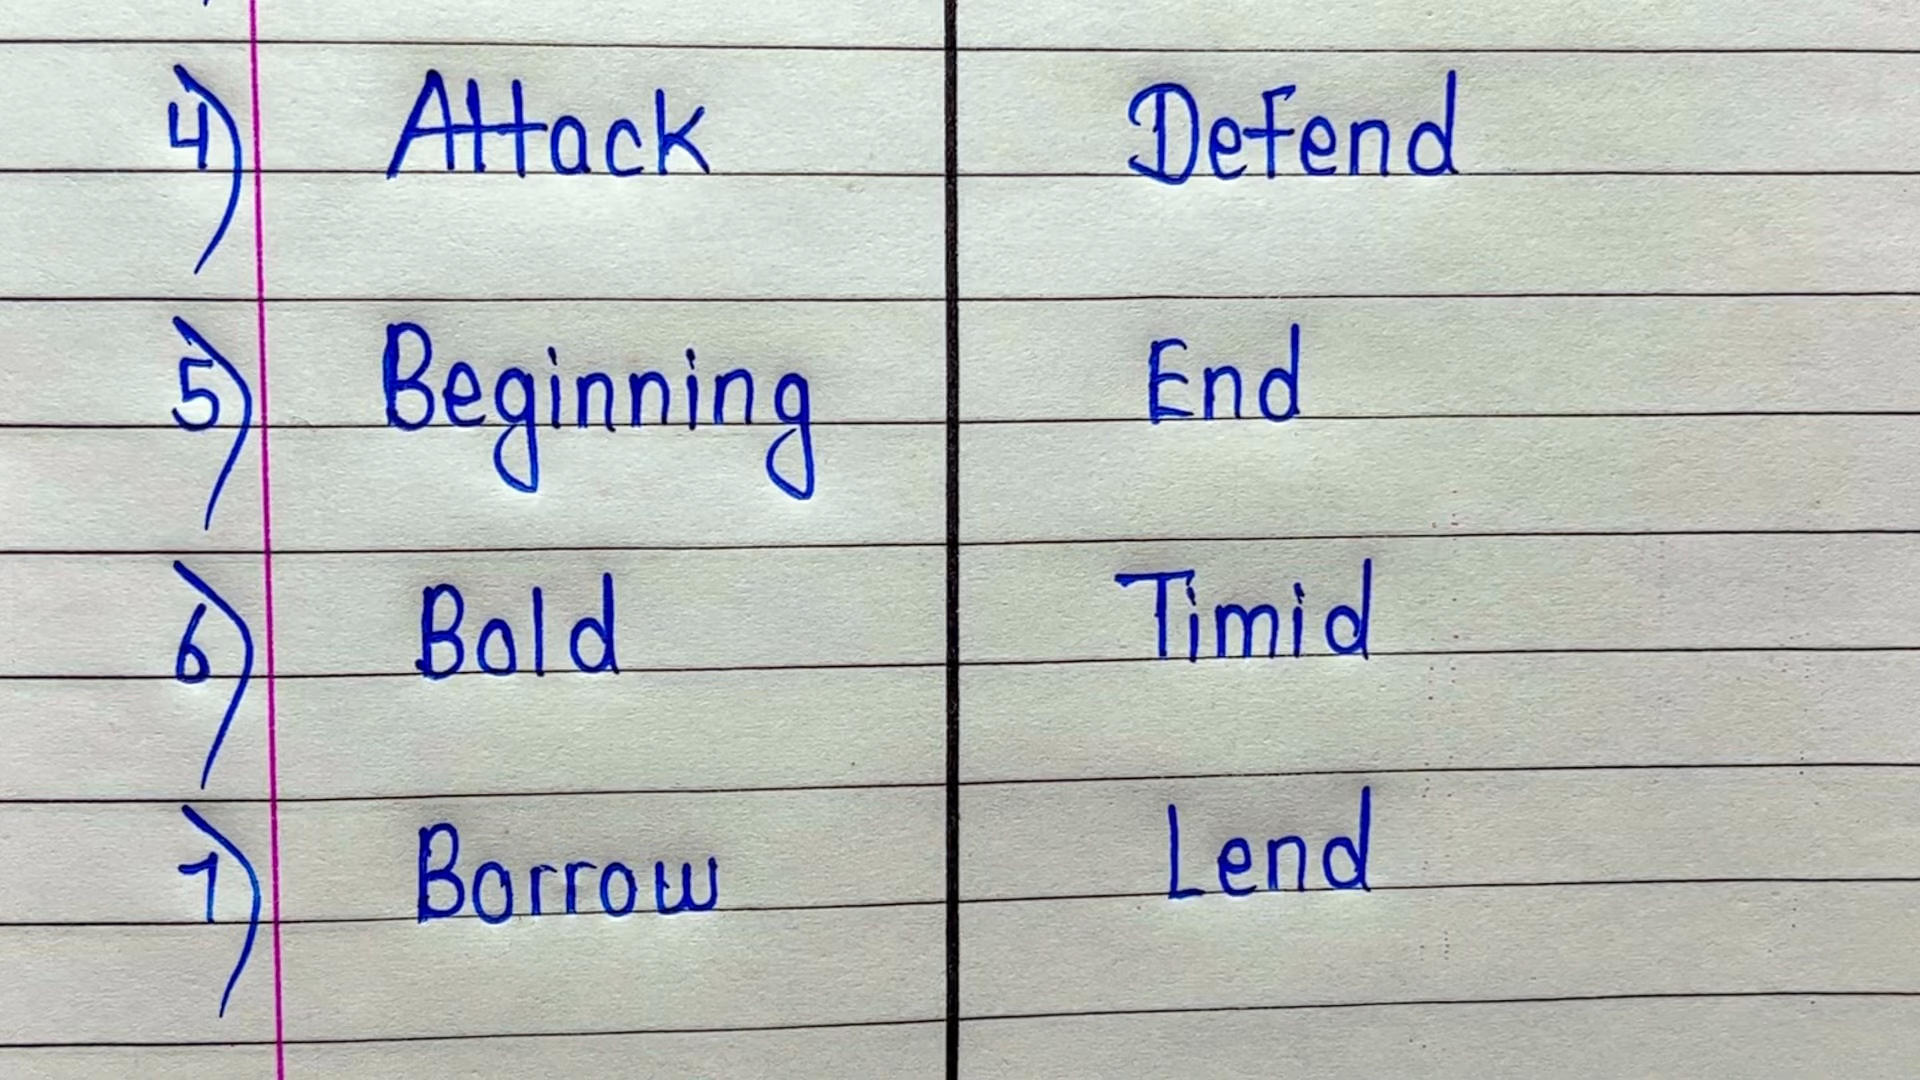 4) Attack Defend
5) Beginning End
6) Bold Timid
7) Borrow Lend